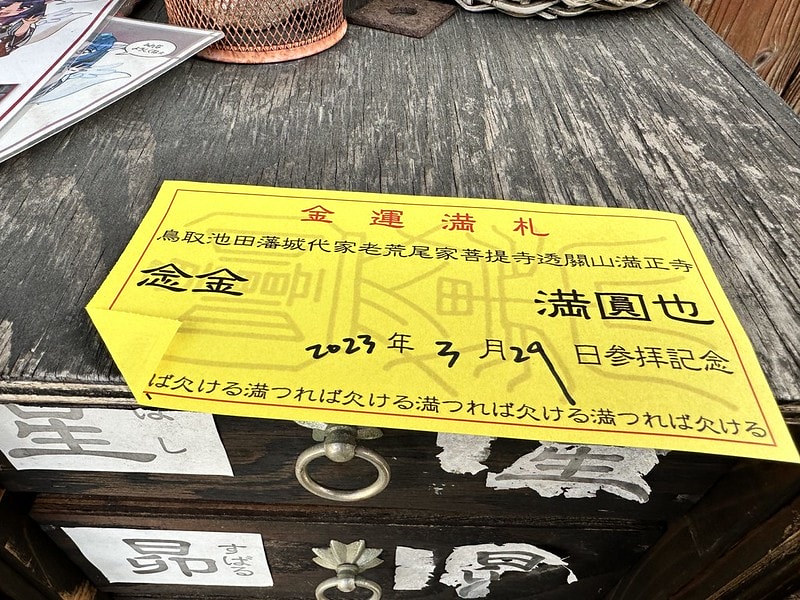 金運満札
鳥取池田藩城代家老荒尾家菩提寺透關山満正寺
念金 満圓也
2023年3月29日参拝記念
ば欠ける満つれば欠ける満つれば欠ける満つれば欠ける
星
ほし
昴
すばる